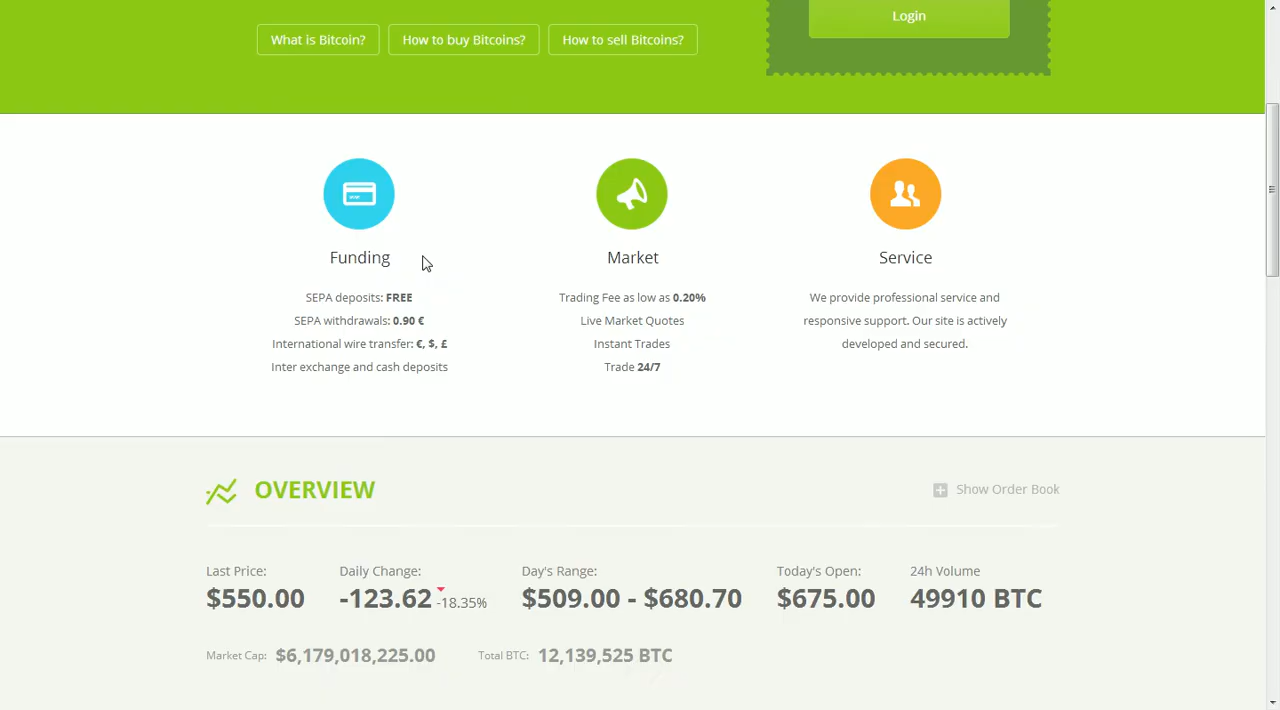 Login
What is Bitcoin? How to buy Bitcoins? How to sell Bitcoins?
Funding
SEPA deposits: FREE
SEPA withdrawals: 0.90 €
International wire transfer: €, $, £
Inter exchange and cash deposits
Market
Trading Fee as low as 0.20%
Live Market Quotes
Instant Trades
Trade 24/7
Service
We provide professional service and
responsive support. Our site is actively
developed and secured.
OVERVIEW
Show Order Book
Last Price: Daily Change: Day's Range: Today's Open: 24h Volume
$550.00 -123.62 -18.35% $509.00 - $680.70 $675.00 49910 BTC
Market Cap: $6,179,018,225.00 Total BTC: 12,139,525 BTC